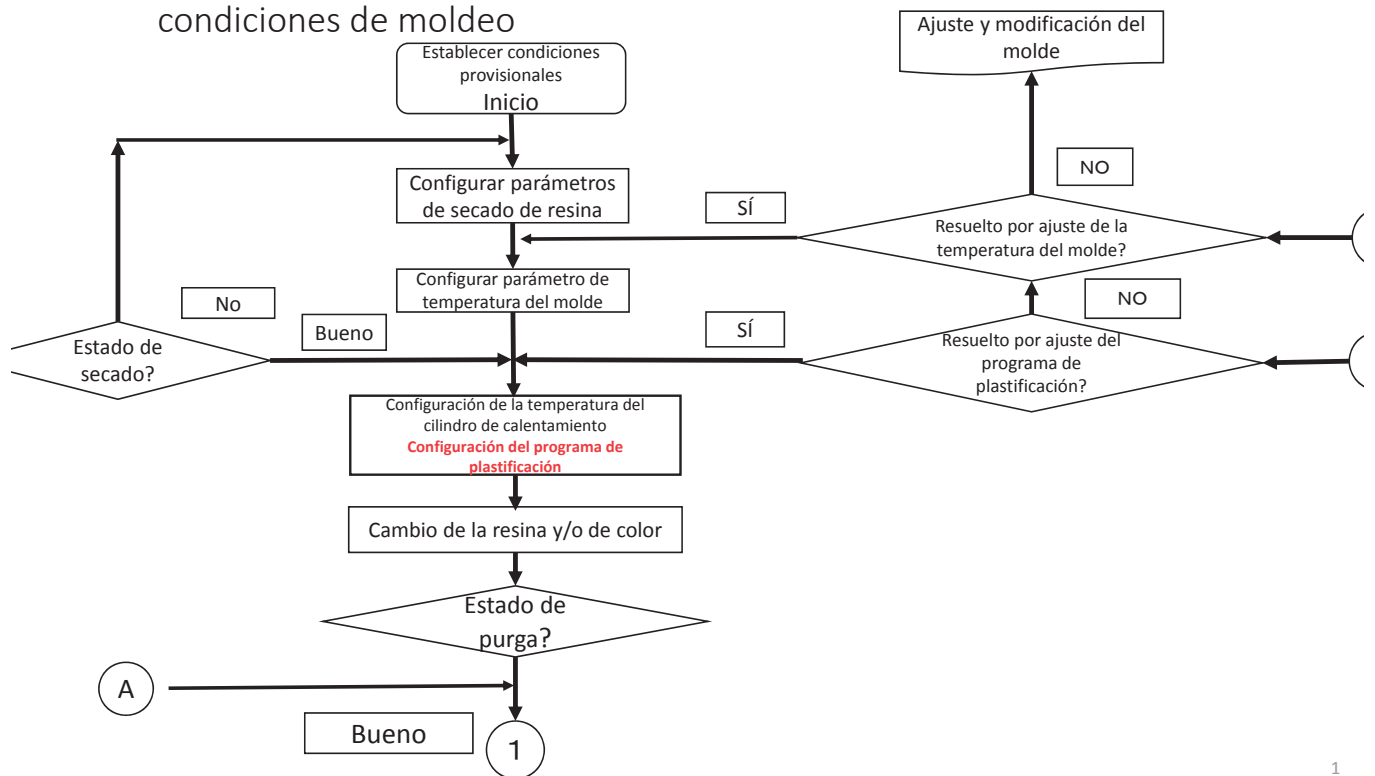 condiciones de moldeo
Establecer condiciones
provisionales
Inicio
Ajuste y modificación del
molde
NO
Configurar parámetros
de secado de resina
SÍ
Resuelto por ajuste de la
temperatura del molde?
Configurar parámetro de
temperatura del molde
No
Bueno
SÍ
NO
Estado de
secado?
Resuelto por ajuste del
programa de
plastificación?
Configuración de la temperatura del
cilindro de calentamiento
Configuración del programa de
plastificación
Cambio de la resina y/o de color
Estado de
purga?
A
Bueno
1
1